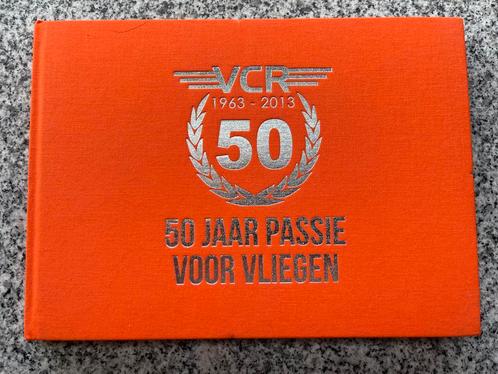 VCR
1963 - 2013
50
50 JAAR PASSIE
VOOR VLIEGEN